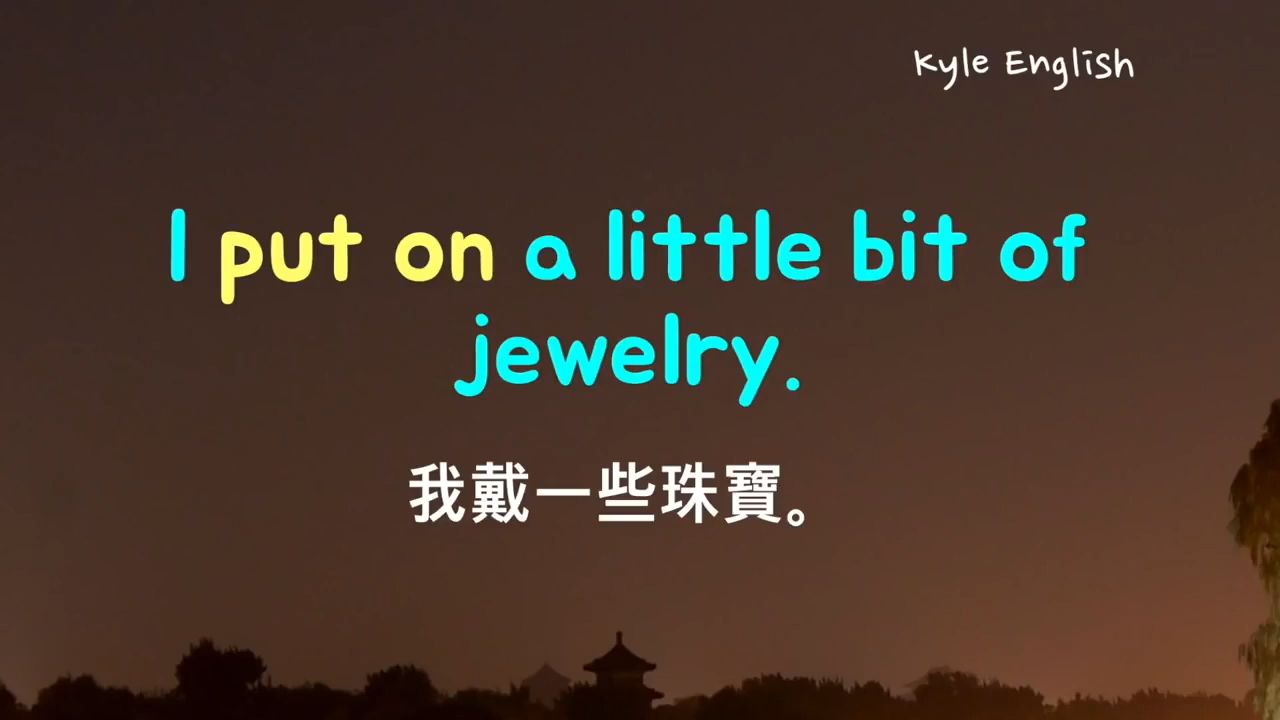 Kyle English
I put on a little bit of
jewelry.
我戴一些珠寶。